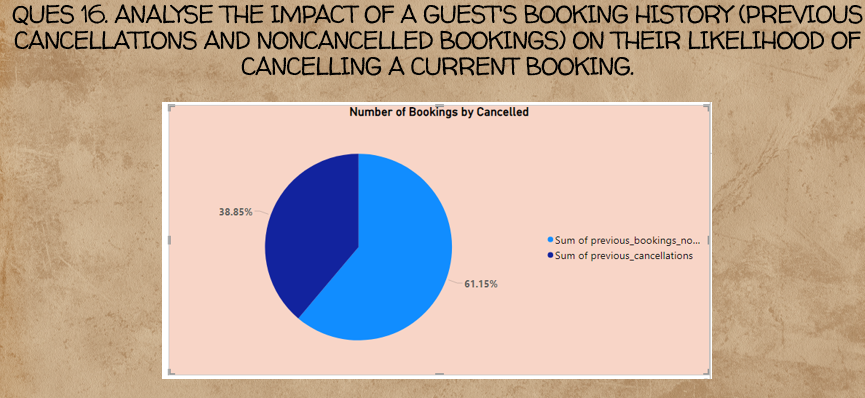 QUES 16. ANALYSE THE IMPACT OF A GUEST'S BOOKING HISTORY (PREVIOUS
CANCELLATIONS AND NONCANCELLED BOOKINGS) ON THEIR LIKELIHOOD OF
CANCELLING A CURRENT BOOKING.
Number of Bookings by Cancelled
38.85%
Sum of previous_bookings_no...
Sum of previous_cancellations
61.15%